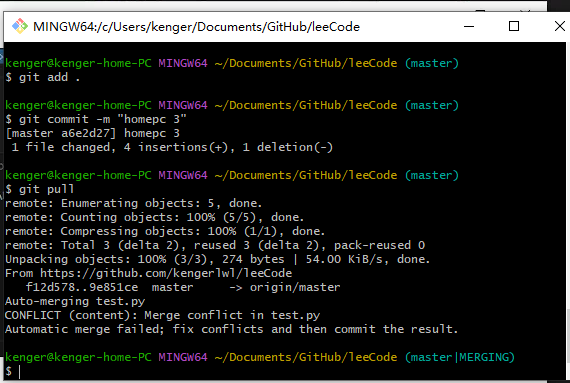 MINGW64:/c/Users/kenger/Documents/GitHub/leeCode
kenger@kenger-home-PC MINGW64 ~/Documents/GitHub/leeCode (master)
$ git add .
kenger@kenger-home-PC MINGW64 ~/Documents/GitHub/leeCode (master)
$ git commit -m "homepc 3"
[master a6e2d27] homepc 3
 1 file changed, 4 insertions(+), 1 deletion(-)
kenger@kenger-home-PC MINGW64 ~/Documents/GitHub/leeCode (master)
$ git pull
remote: Enumerating objects: 5, done.
remote: Counting objects: 100% (5/5), done.
remote: Compressing objects: 100% (1/1), done.
remote: Total 3 (delta 2), reused 3 (delta 2), pack-reused 0
Unpacking objects: 100% (3/3), 274 bytes | 54.00 KiB/s, done.
From https://github.com/kengerlwl/leeCode
   f12d578..9e851ce  master     -> origin/master
Auto-merging test.py
CONFLICT (content): Merge conflict in test.py
Automatic merge failed; fix conflicts and then commit the result.
kenger@kenger-home-PC MINGW64 ~/Documents/GitHub/leeCode (master|MERGING)
$